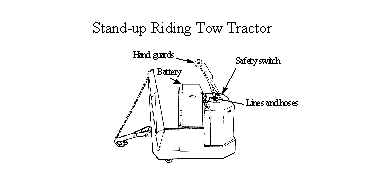 Stand-up Riding Tow Tractor
Hand guards
Safety switch
Battery
Lines and hoses